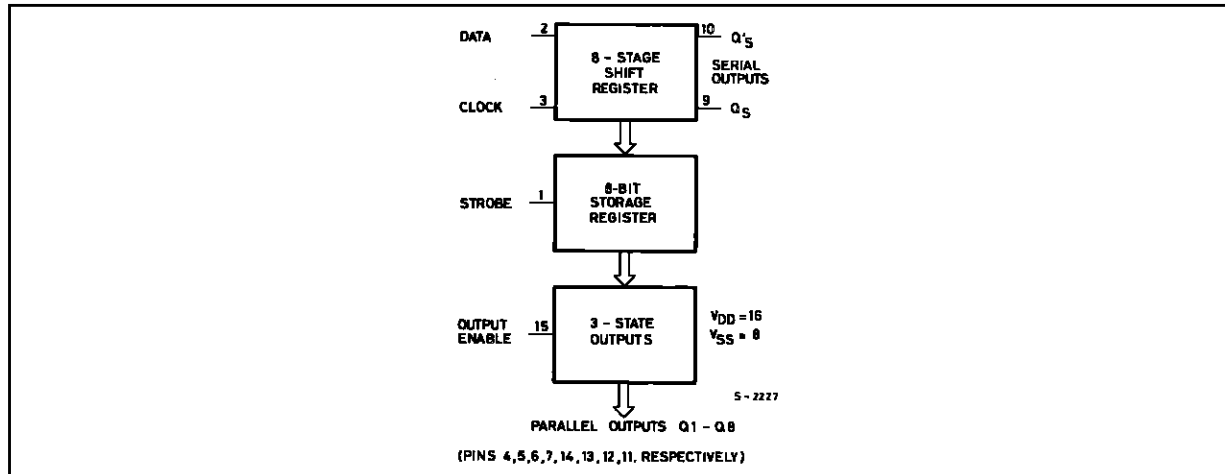 DATA 2
8 - STAGE
SHIFT
REGISTER
10 Q'S
SERIAL
OUTPUTS
CLOCK 3
9 QS
STROBE 1
8-BIT
STORAGE
REGISTER
OUTPUT
ENABLE 15
3 - STATE
OUTPUTS
VDD = 16
VSS = 8
S-2227
PARALLEL OUTPUTS Q1 - Q8
(PINS 4,5,6,7,14,13,12,11, RESPECTIVELY)